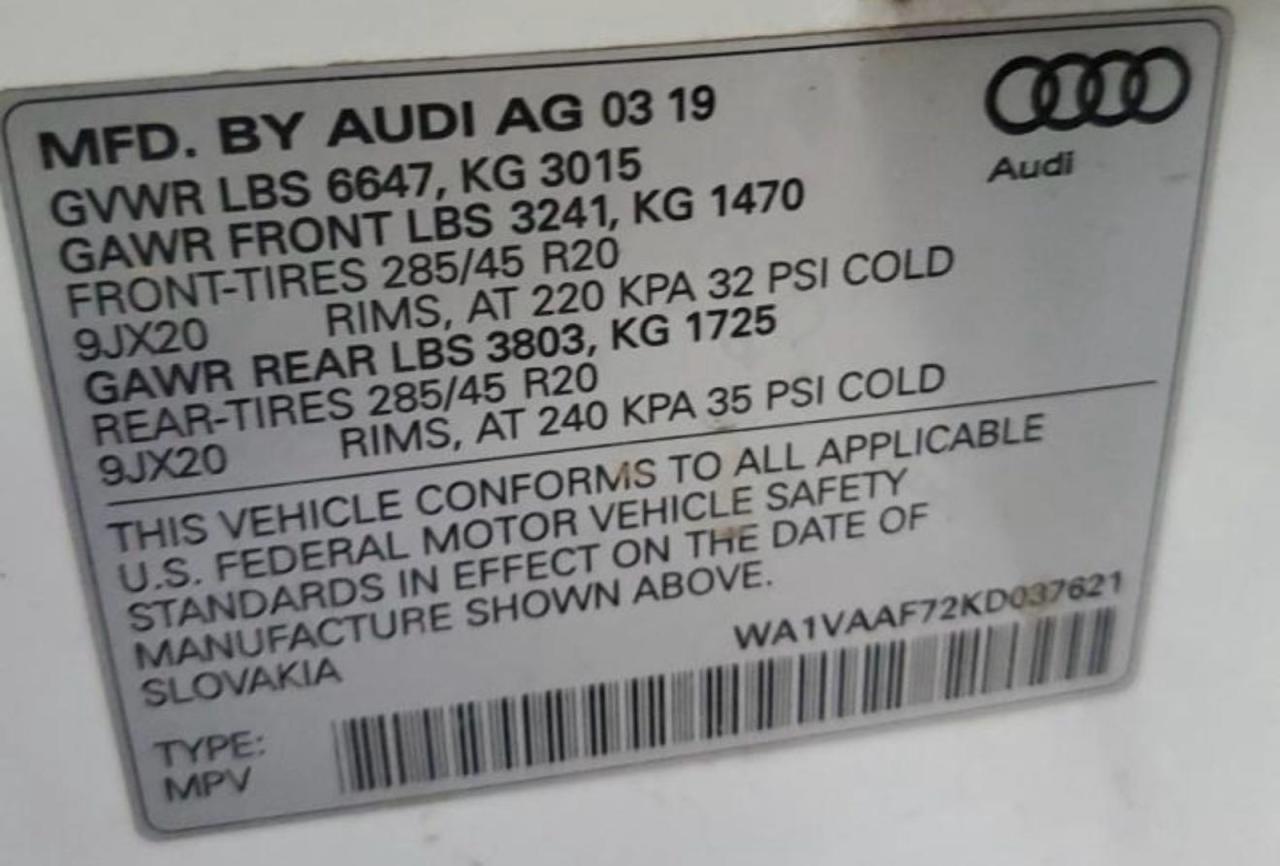 MFD. BY AUDI AG 03 19
Audi
GVWR LBS 6647, KG 3015
GAWR FRONT LBS 3241, KG 1470
FRONT-TIRES 285/45 R20
9JX20 RIMS, AT 220 KPA 32 PSI COLD
GAWR REAR LBS 3803, KG 1725
REAR-TIRES 285/45 R20
9JX20 RIMS, AT 240 KPA 35 PSI COLD
THIS VEHICLE CONFORMS TO ALL APPLICABLE
U.S. FEDERAL MOTOR VEHICLE SAFETY
STANDARDS IN EFFECT ON THE DATE OF
MANUFACTURE SHOWN ABOVE.
SLOVAKIA
WA1VAAF72KD037621
TYPE:
MPV